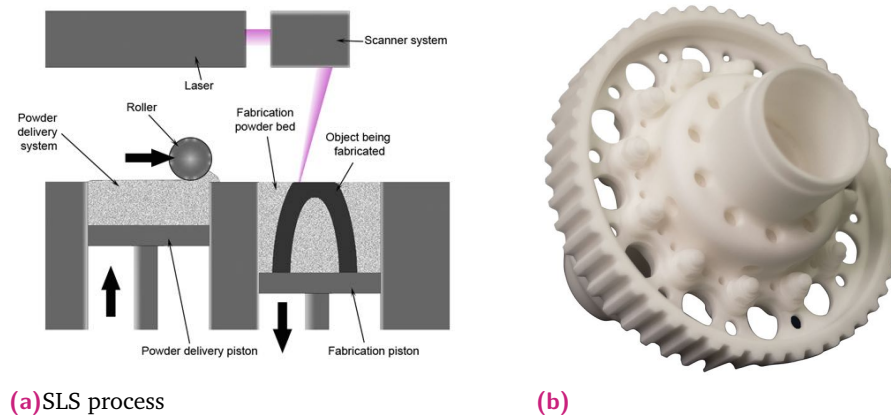 Scanner system
Laser
Roller
Powder
delivery
system
Fabrication
powder bed
Object being
fabricated
Powder delivery piston
Fabrication piston
(a)SLS process
(b)